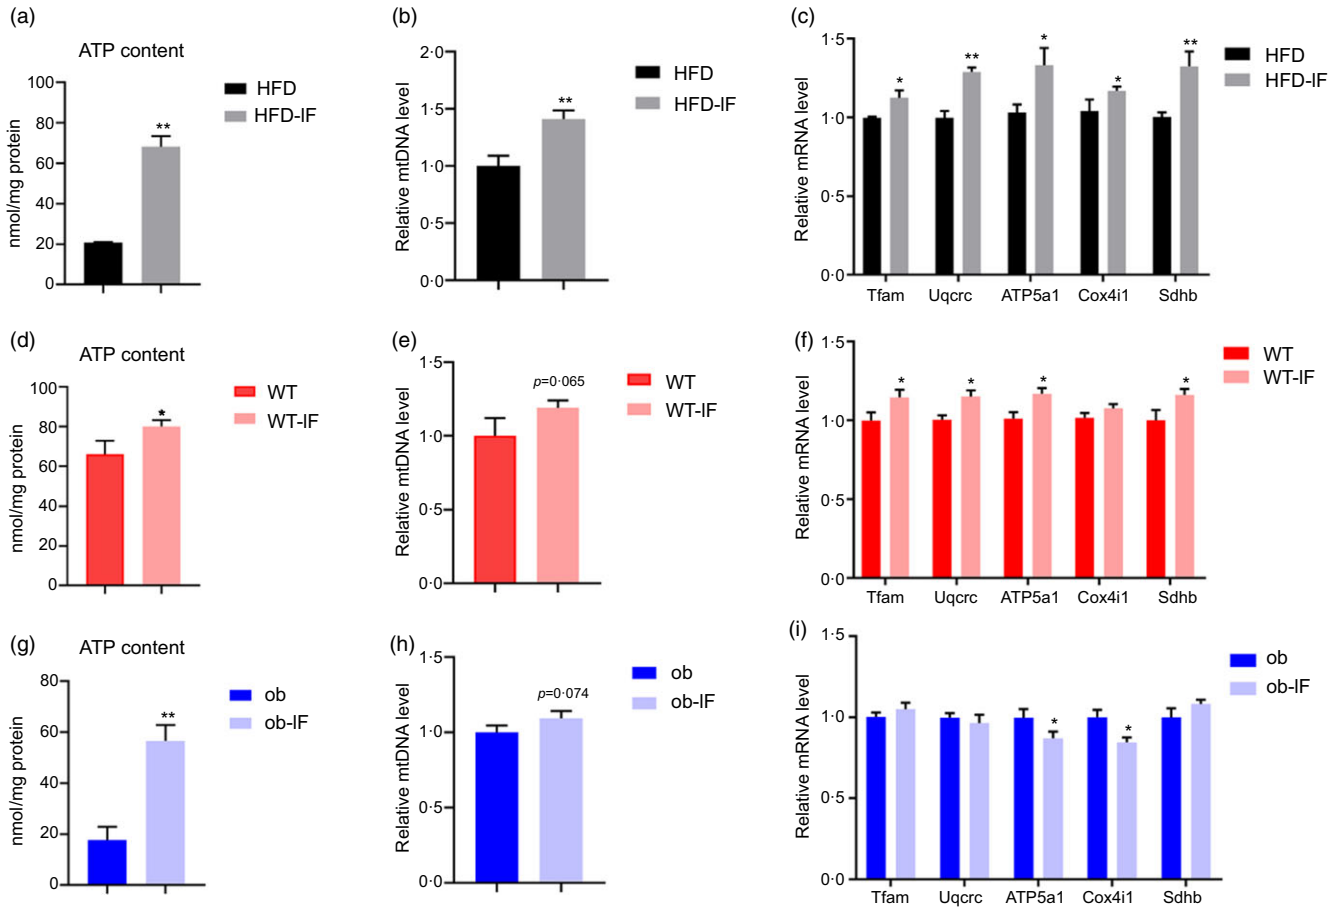 (a)
ATP content
nmol/mg protein
100
80
60
40
20
0
**
HFD
HFD-IF
(b)
Relative mtDNA level
2·0
1·5
1·0
0·5
0·0
**
HFD
HFD-IF
(c)
Relative mRNA level
1·5
1·0
0·5
0·0
* ** * * **
Tfam Uqcrc ATP5a1 Cox4i1 Sdhb
HFD
HFD-IF
(d)
ATP content
nmol/mg protein
100
80
60
40
20
0
*
WT
WT-IF
(e)
Relative mtDNA level
1·5
1·0
0·5
0·0
p=0·065
WT
WT-IF
(f)
Relative mRNA level
1·5
1·0
0·5
0·0
* * * *
Tfam Uqcrc ATP5a1 Cox4i1 Sdhb
WT
WT-IF
(g)
ATP content
nmol/mg protein
80
60
40
20
0
**
ob
ob-IF
(h)
Relative mtDNA level
1·5
1·0
0·5
0·0
p=0·074
ob
ob-IF
(i)
Relative mRNA level
1·5
1·0
0·5
0·0
* *
Tfam Uqcrc ATP5a1 Cox4i1 Sdhb
ob
ob-IF